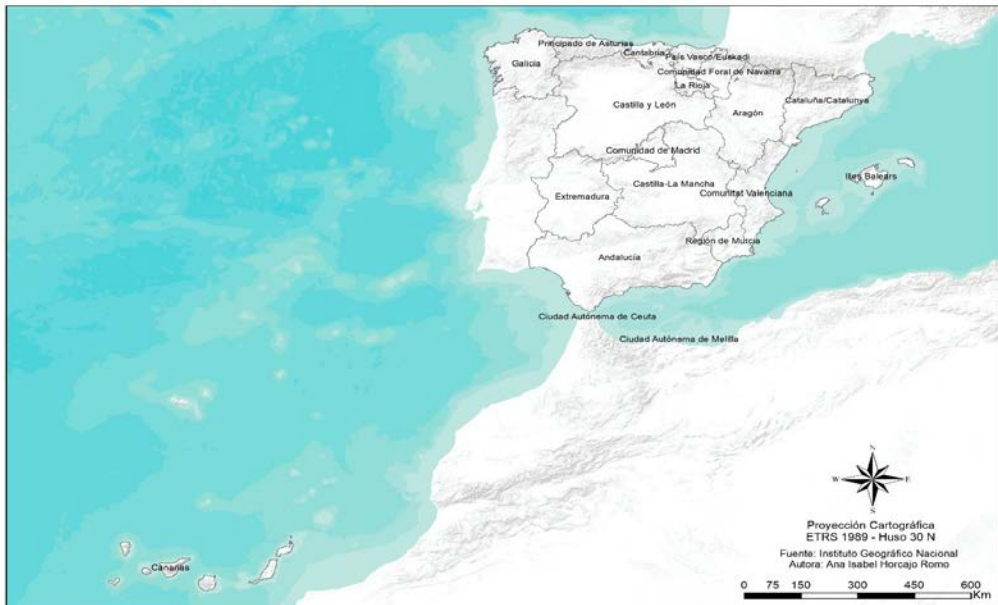 Principado de Asturias
Cantabria
País Vasco/Euskadi
Galicia
Comunidad Foral de Navarra
La Rioja
Castilla y León
Cataluña/Catalunya
Aragón
Comunidad de Madrid
Illes Balears
Castilla-La Mancha
Comunitat Valenciana
Extremadura
Región de Murcia
Andalucía
Ciudad Autónoma de Ceuta
Ciudad Autónoma de Melilla
N
W E
S
Proyección Cartográfica
ETRS 1989 - Huso 30 N
Fuente: Instituto Geográfico Nacional
Autora: Ana Isabel Horcajo Romo
Canarias
0 75 150 300 450 600
Km